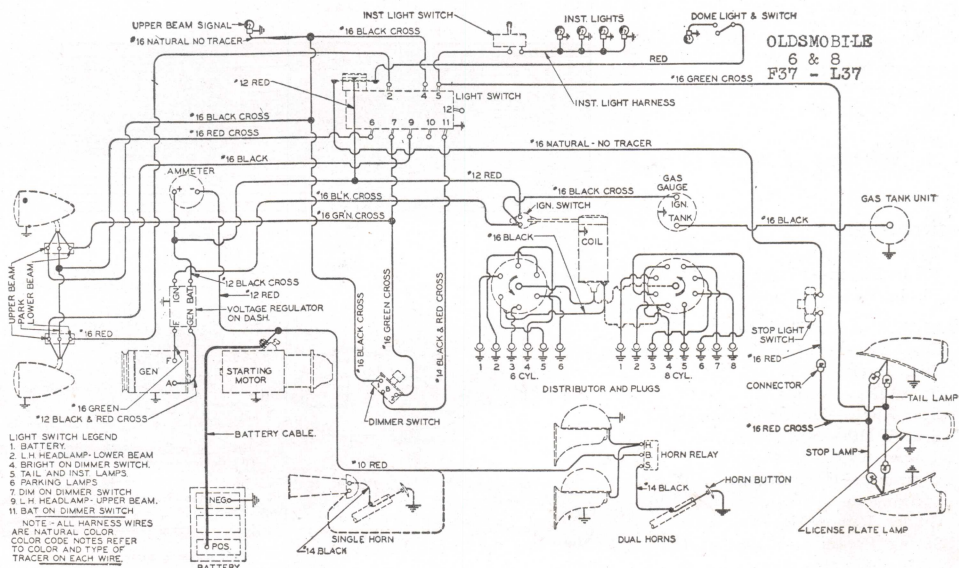 UPPER BEAM SIGNAL
#16 NATURAL NO TRACER
#16 BLACK CROSS
INST LIGHT SWITCH
INST. LIGHTS
DOME LIGHT & SWITCH
OLDSMOBILE
6 & 8
F37 - L37
RED
#16 GREEN CROSS
#12 RED
1
2
4
5
LIGHT SWITCH
12
INST. LIGHT HARNESS
6
7
9
10
11
#16 BLACK CROSS
#16 RED CROSS
#16 BLACK
#16 NATURAL - NO TRACER
AMMETER
+ -
#12 RED
#16 BL'K CROSS
#16 GR'N CROSS
#16 BLACK CROSS
IGN. SWITCH
GAS
GAUGE
IGN.
TANK
GAS TANK UNIT
#16 BLACK
COIL
#16 BLACK
#12 BLACK CROSS
#12 RED
UPPER BEAM
PARK
LOWER BEAM
IGN
BAT
F
GEN
VOLTAGE REGULATOR
ON DASH.
#16 BLACK CROSS
#16 GREEN CROSS
#14 BLACK & RED CROSS
#16 RED
GEN
F
A
STARTING
MOTOR
1 2 3 4 5 6
6 CYL.
1 2 3 4 5 6 7 8
8 CYL.
DISTRIBUTOR AND PLUGS
STOP LIGHT
SWITCH
#16 RED
CONNECTOR
TAIL LAMP
#16 GREEN
#12 BLACK & RED CROSS
DIMMER SWITCH
#16 RED CROSS
STOP LAMP
BATTERY CABLE.
LIGHT SWITCH LEGEND
1. BATTERY.
2. L.H. HEADLAMP-LOWER BEAM
4. BRIGHT ON DIMMER SWITCH.
5 TAIL AND INST. LAMPS.
6 PARKING LAMPS
7. DIM ON DIMMER SWITCH
9. L.H. HEADLAMP-UPPER BEAM.
11. BAT ON DIMMER SWITCH
NOTE - ALL HARNESS WIRES
ARE NATURAL COLOR
COLOR CODE NOTES REFER
TO COLOR AND TYPE OF
TRACER ON EACH WIRE.
#10 RED
H.
B.
S.
HORN RELAY
HORN BUTTON
#14 BLACK
NEG
POS.
BATTERY
SINGLE HORN
#14 BLACK
DUAL HORNS
LICENSE PLATE LAMP